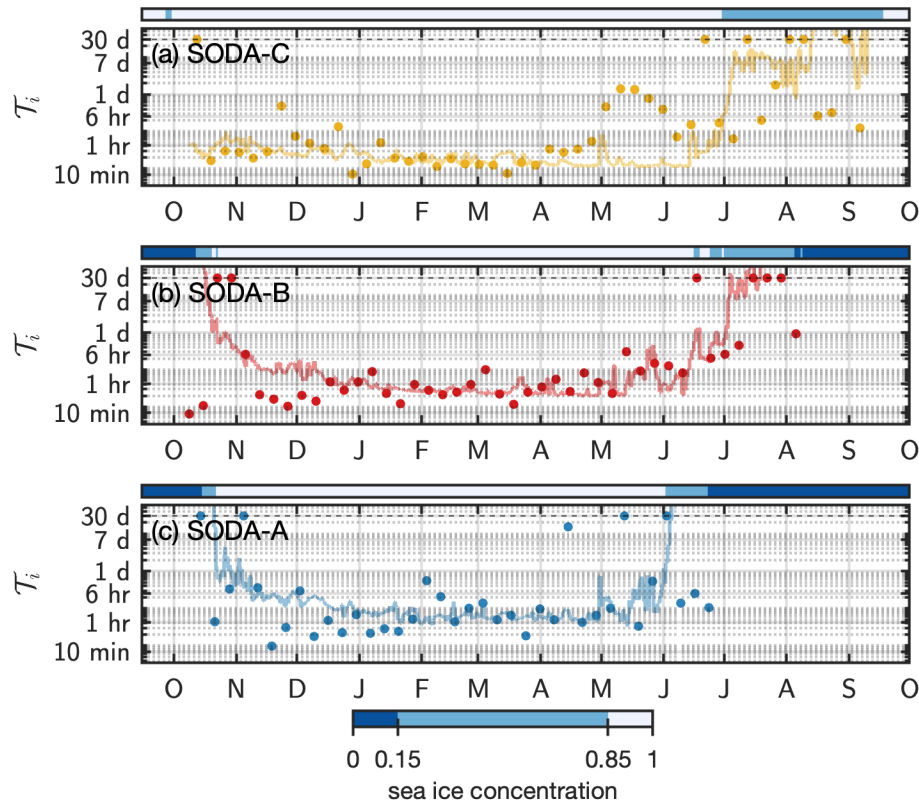 (a) SODA-C
𝒯ᵢ
30 d
7 d
1 d
6 hr
1 hr
10 min
O N D J F M A M J J A S O
(b) SODA-B
𝒯ᵢ
30 d
7 d
1 d
6 hr
1 hr
10 min
O N D J F M A M J J A S O
(c) SODA-A
𝒯ᵢ
30 d
7 d
1 d
6 hr
1 hr
10 min
O N D J F M A M J J A S O
0 0.15 0.85 1
sea ice concentration